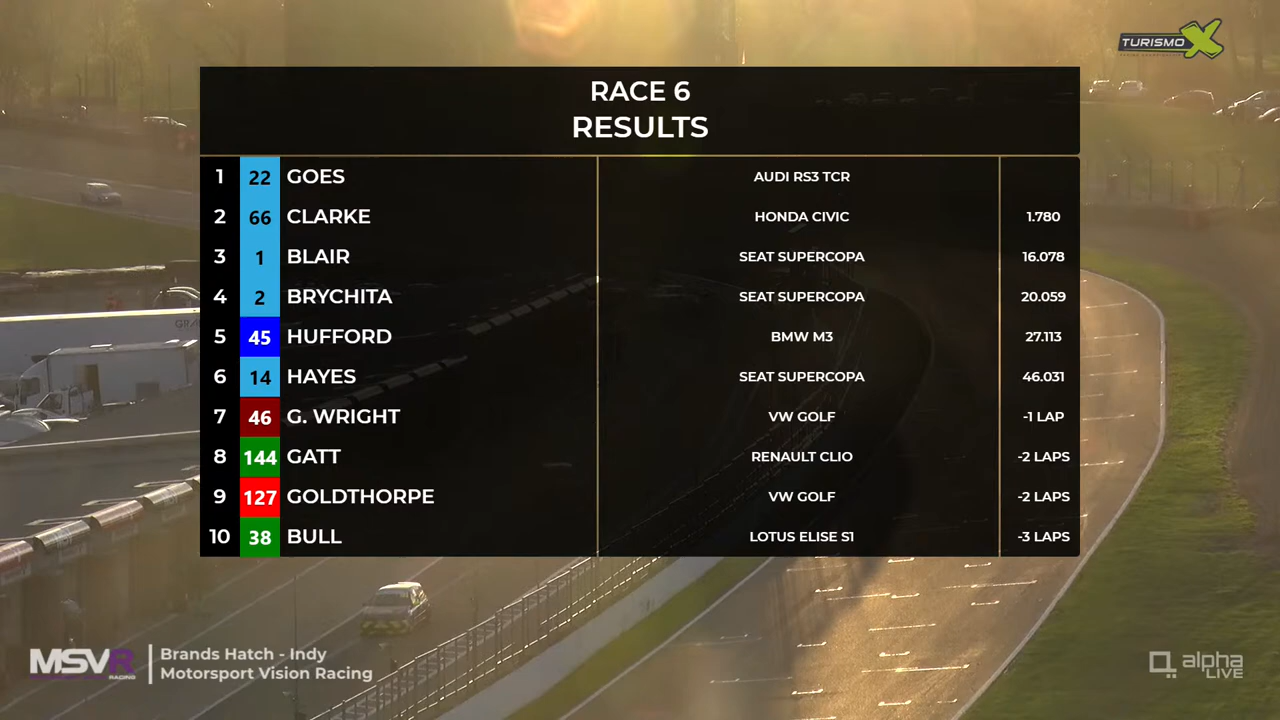 TURISMO X
RACE 6
RESULTS
1 22 GOES AUDI RS3 TCR
2 66 CLARKE HONDA CIVIC 1.780
3 1 BLAIR SEAT SUPERCOPA 16.078
4 2 BRYCHITA SEAT SUPERCOPA 20.059
5 45 HUFFORD BMW M3 27.113
6 14 HAYES SEAT SUPERCOPA 46.031
7 46 G. WRIGHT VW GOLF -1 LAP
8 144 GATT RENAULT CLIO -2 LAPS
9 127 GOLDTHORPE VW GOLF -2 LAPS
10 38 BULL LOTUS ELISE S1 -3 LAPS
MSVR
RACING
Brands Hatch - Indy
Motorsport Vision Racing
alpha
LIVE